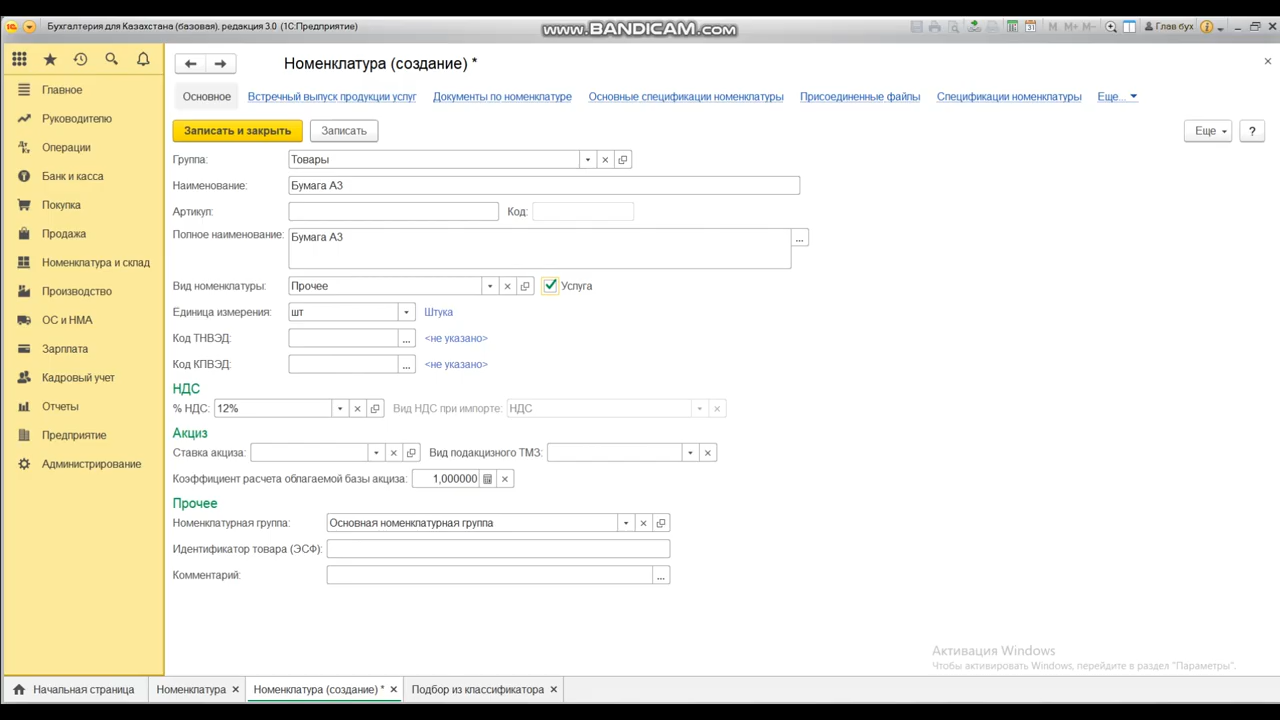 Бухгалтерия для Казахстана (базовая), редакция 3.0 (1С:Предприятие)
www.BANDICAM.com
M M+ M-
Глав бух
Номенклатура (создание) *
Основное Встречный выпуск продукции услуг Документы по номенклатуре Основные спецификации номенклатуры Присоединенные файлы Спецификации номенклатуры Еще...
Записать и закрыть Записать Еще ?
Главное
Руководителю
Операции
Банк и касса
Покупка
Продажа
Номенклатура и склад
Производство
ОС и НМА
Зарплата
Кадровый учет
Отчеты
Предприятие
Администрирование
Группа: Товары
Наименование: Бумага А3
Артикул: Код:
Полное наименование: Бумага А3 ...
Вид номенклатуры: Прочее Услуга
Единица измерения: шт Штука
Код ТНВЭД: ... <не указано>
Код КПВЭД: ... <не указано>
НДС
% НДС: 12% Вид НДС при импорте: НДС
Акциз
Ставка акциза: Вид подакцизного ТМЗ:
Коэффициент расчета облагаемой базы акциза: 1,000000
Прочее
Номенклатурная группа: Основная номенклатурная группа
Идентификатор товара (ЭСФ):
Комментарий: ...
Активация Windows
Чтобы активировать Windows, перейдите в раздел "Параметры".
Начальная страница Номенклатура Номенклатура (создание) * Подбор из классификатора